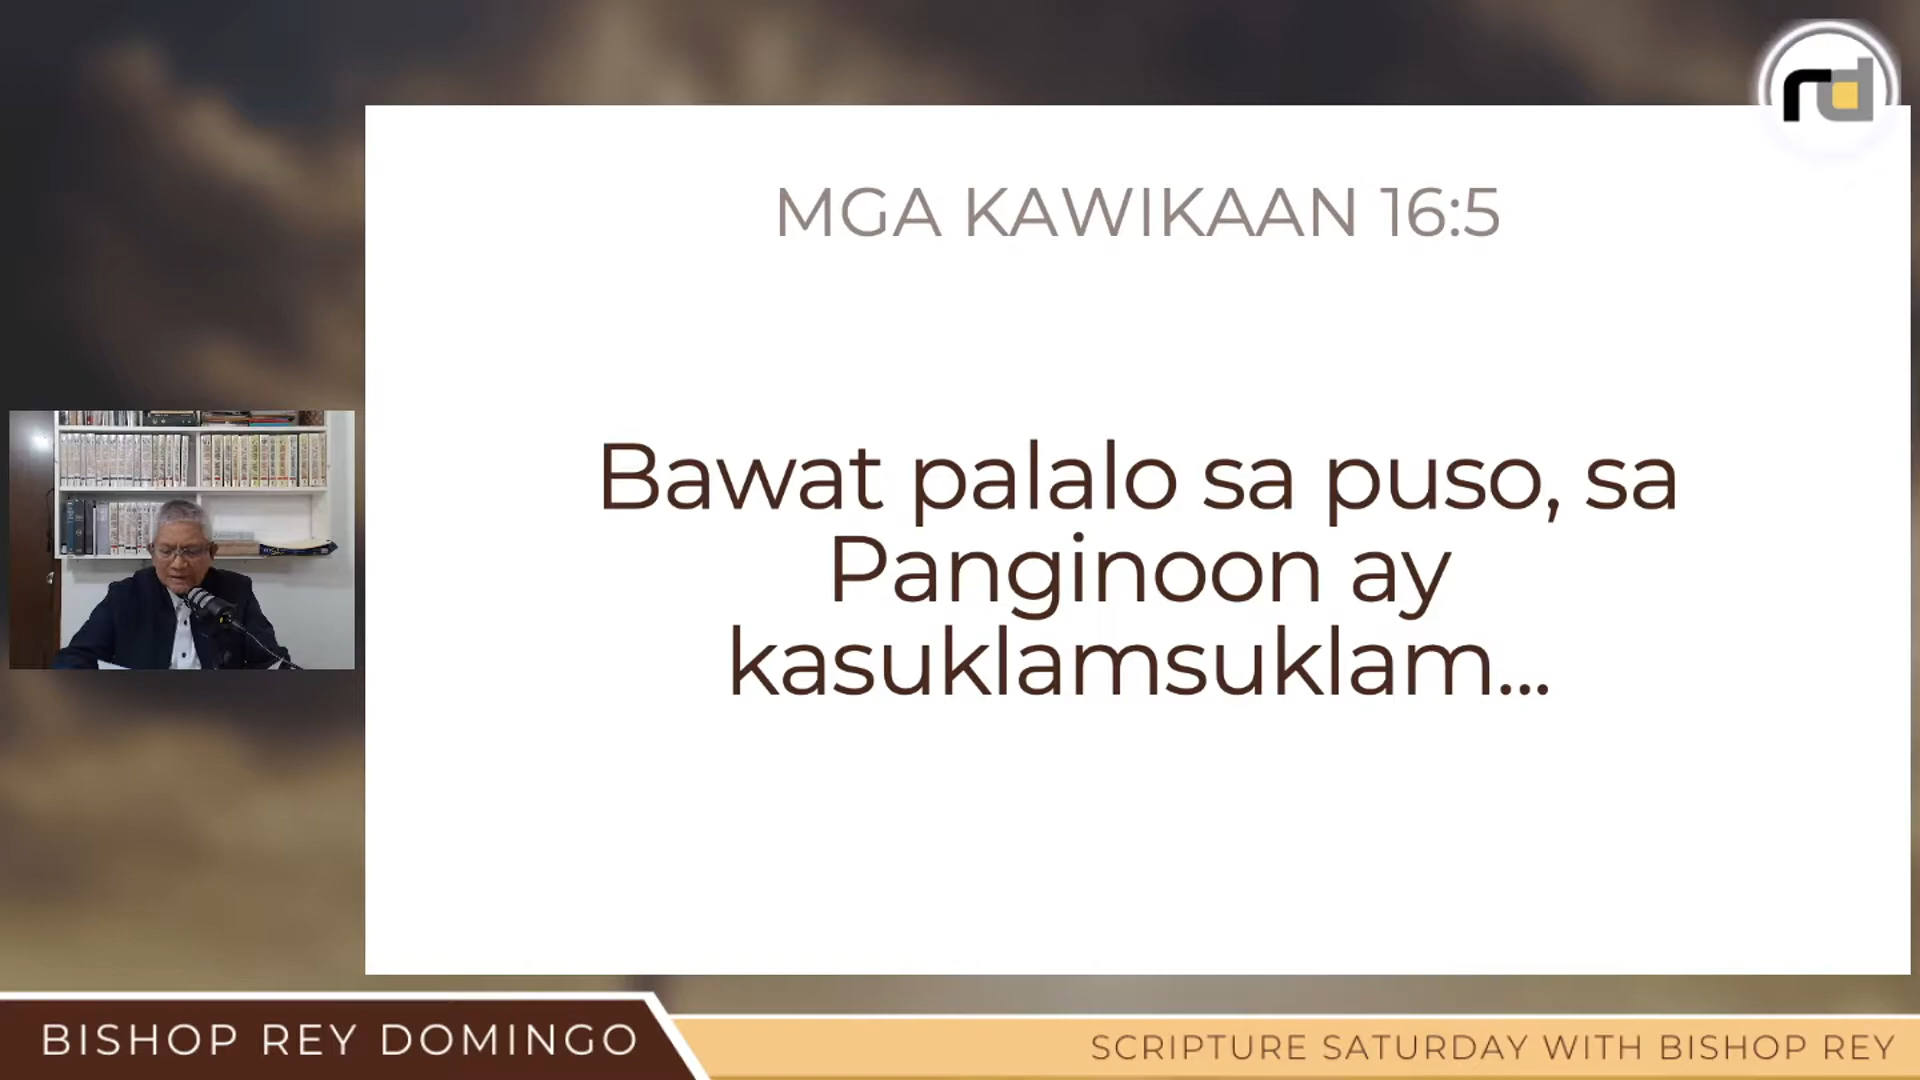 rd
MGA KAWIKAAN 16:5
Bawat palalo sa puso, sa
Panginoon ay
kasuklamsuklam...
BISHOP REY DOMINGO
SCRIPTURE SATURDAY WITH BISHOP REY